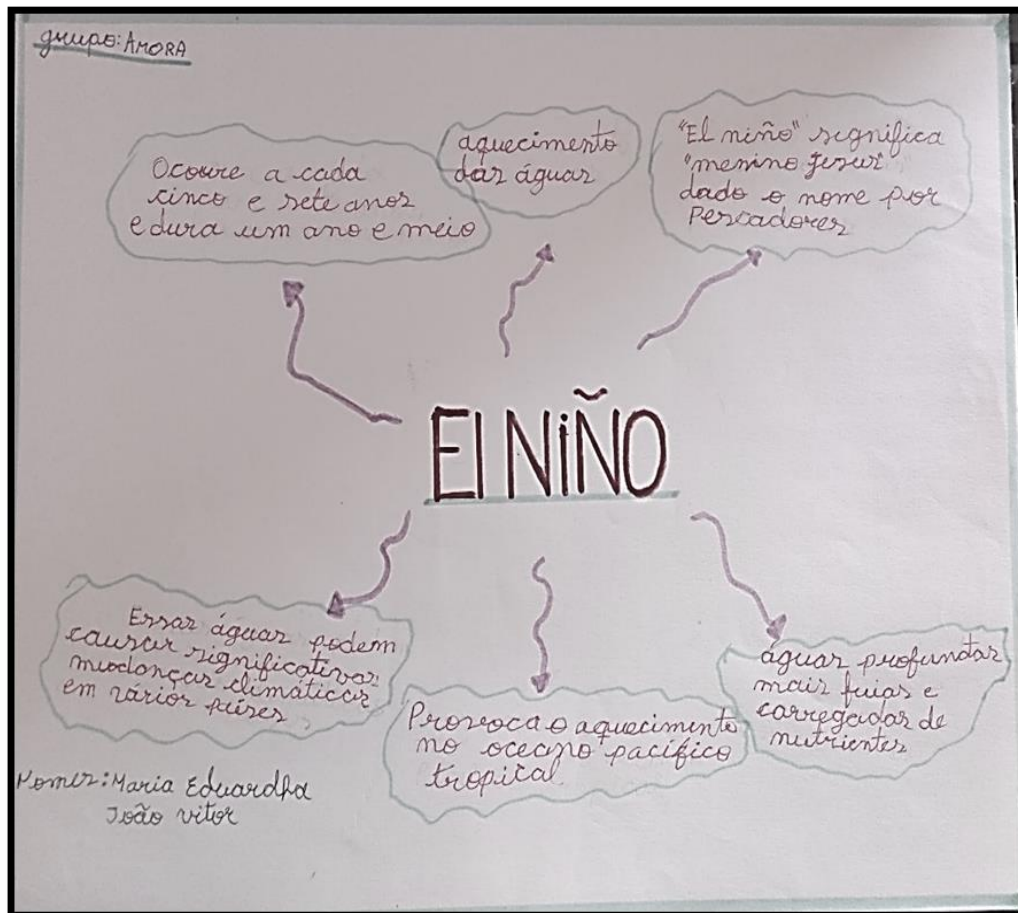 grupo: AMORA
Ocorre a cada
cinco e sete anos
e dura um ano e meio
aquecimento
das águas
"El niño" significa
"menino Jesus"
dado o nome por
Pescadores
El NiÑO
Essas águas podem
causar significativas
mudanças climáticas
em vários países
Provoca o aquecimento
no oceano pacífico
tropical
águas profundas
mais frias e
carregadas de
nutrientes
Nomes: Maria Eduardha
João vitor